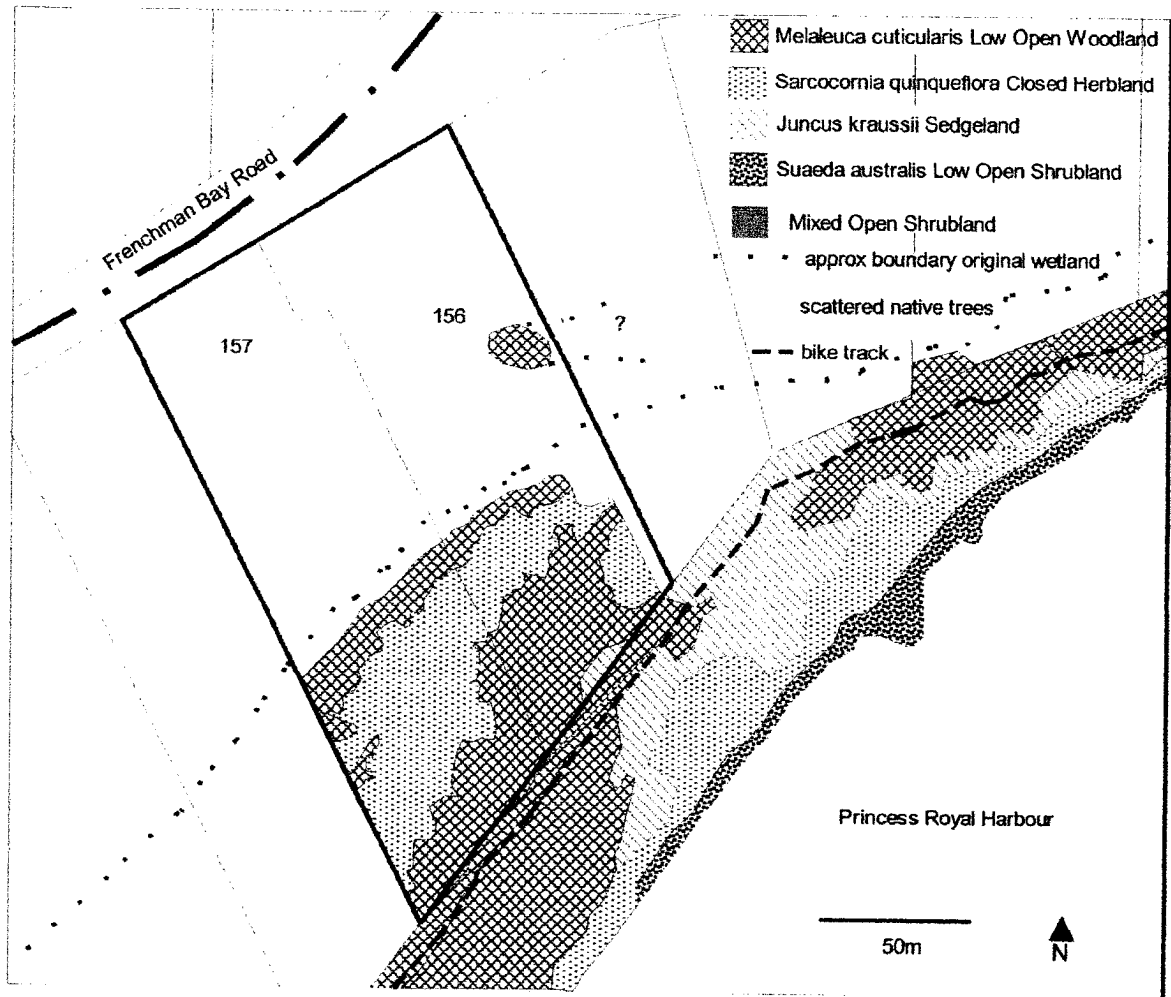 Melaleuca cuticularis Low Open Woodland
Sarcocornia quinqueflora Closed Herbland
Juncus kraussii Sedgeland
Suaeda australis Low Open Shrubland
Mixed Open Shrubland
approx boundary original wetland
scattered native trees
bike track
Frenchman Bay Road
157
156
?
Princess Royal Harbour
50m
N